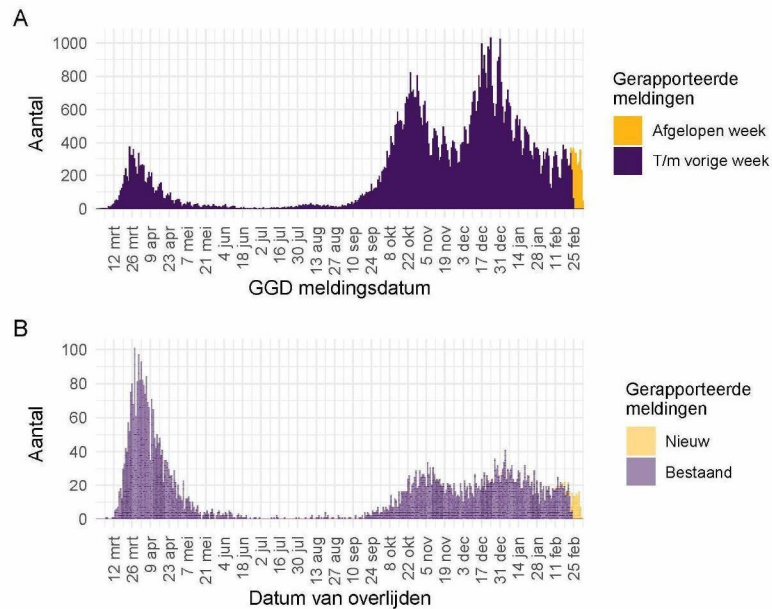 A
1000
800
600
400
200
0
Aantal
12 mrt
26 mrt
9 apr
23 apr
7 mei
21 mei
4 jun
18 jun
2 jul
16 jul
30 jul
13 aug
27 aug
10 sep
24 sep
8 okt
22 okt
5 nov
19 nov
3 dec
17 dec
31 dec
14 jan
28 jan
11 feb
25 feb
GGD meldingsdatum
Gerapporteerde
meldingen
Afgelopen week
T/m vorige week
B
100
80
60
40
20
0
Aantal
12 mrt
26 mrt
9 apr
23 apr
7 mei
21 mei
4 jun
18 jun
2 jul
16 jul
30 jul
13 aug
27 aug
10 sep
24 sep
8 okt
22 okt
5 nov
19 nov
3 dec
17 dec
31 dec
14 jan
28 jan
11 feb
25 feb
Datum van overlijden
Gerapporteerde
meldingen
Nieuw
Bestaand